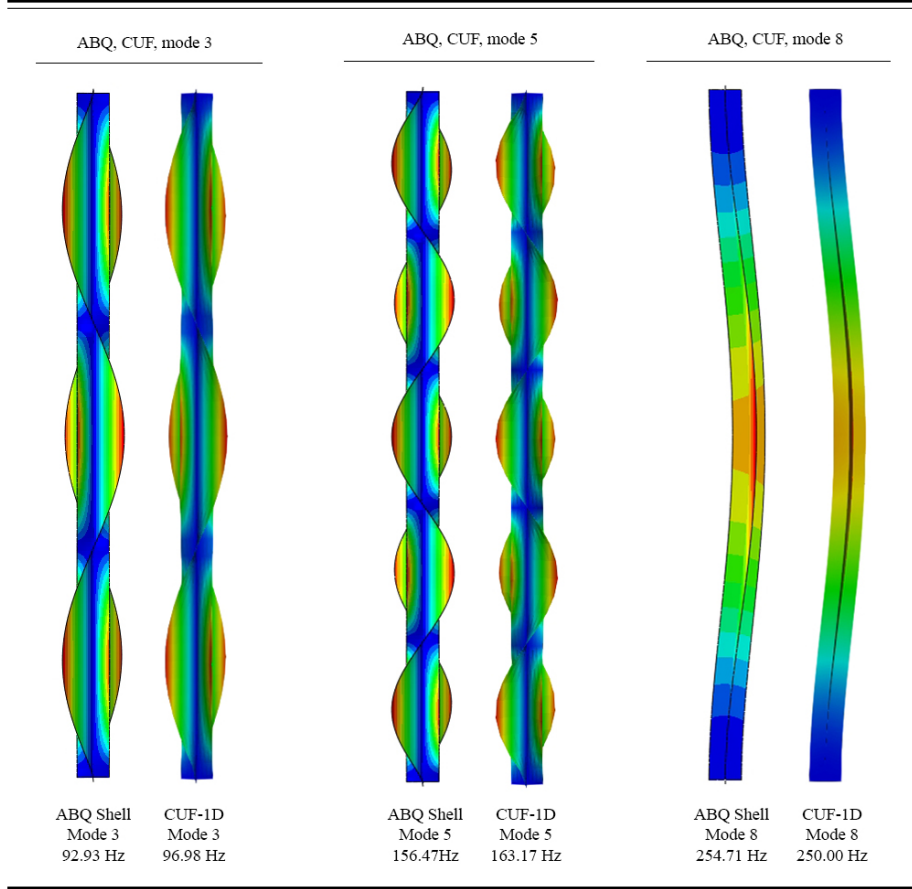 ABQ, CUF, mode 3
ABQ, CUF, mode 5
ABQ, CUF, mode 8
ABQ Shell
Mode 3
92.93 Hz
CUF-1D
Mode 3
96.98 Hz
ABQ Shell
Mode 5
156.47Hz
CUF-1D
Mode 5
163.17 Hz
ABQ Shell
Mode 8
254.71 Hz
CUF-1D
Mode 8
250.00 Hz